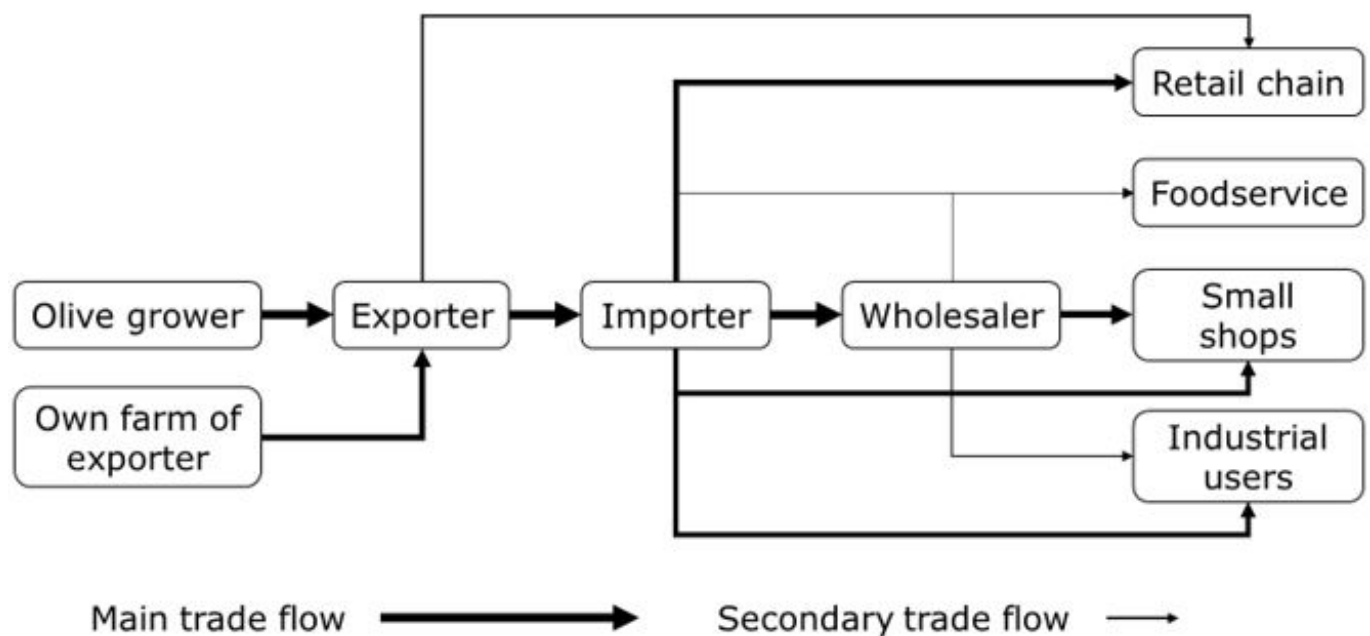 Retail chain
Foodservice
Olive grower
Exporter
Importer
Wholesaler
Small
shops
Own farm of
exporter
Industrial
users
Main trade flow
Secondary trade flow